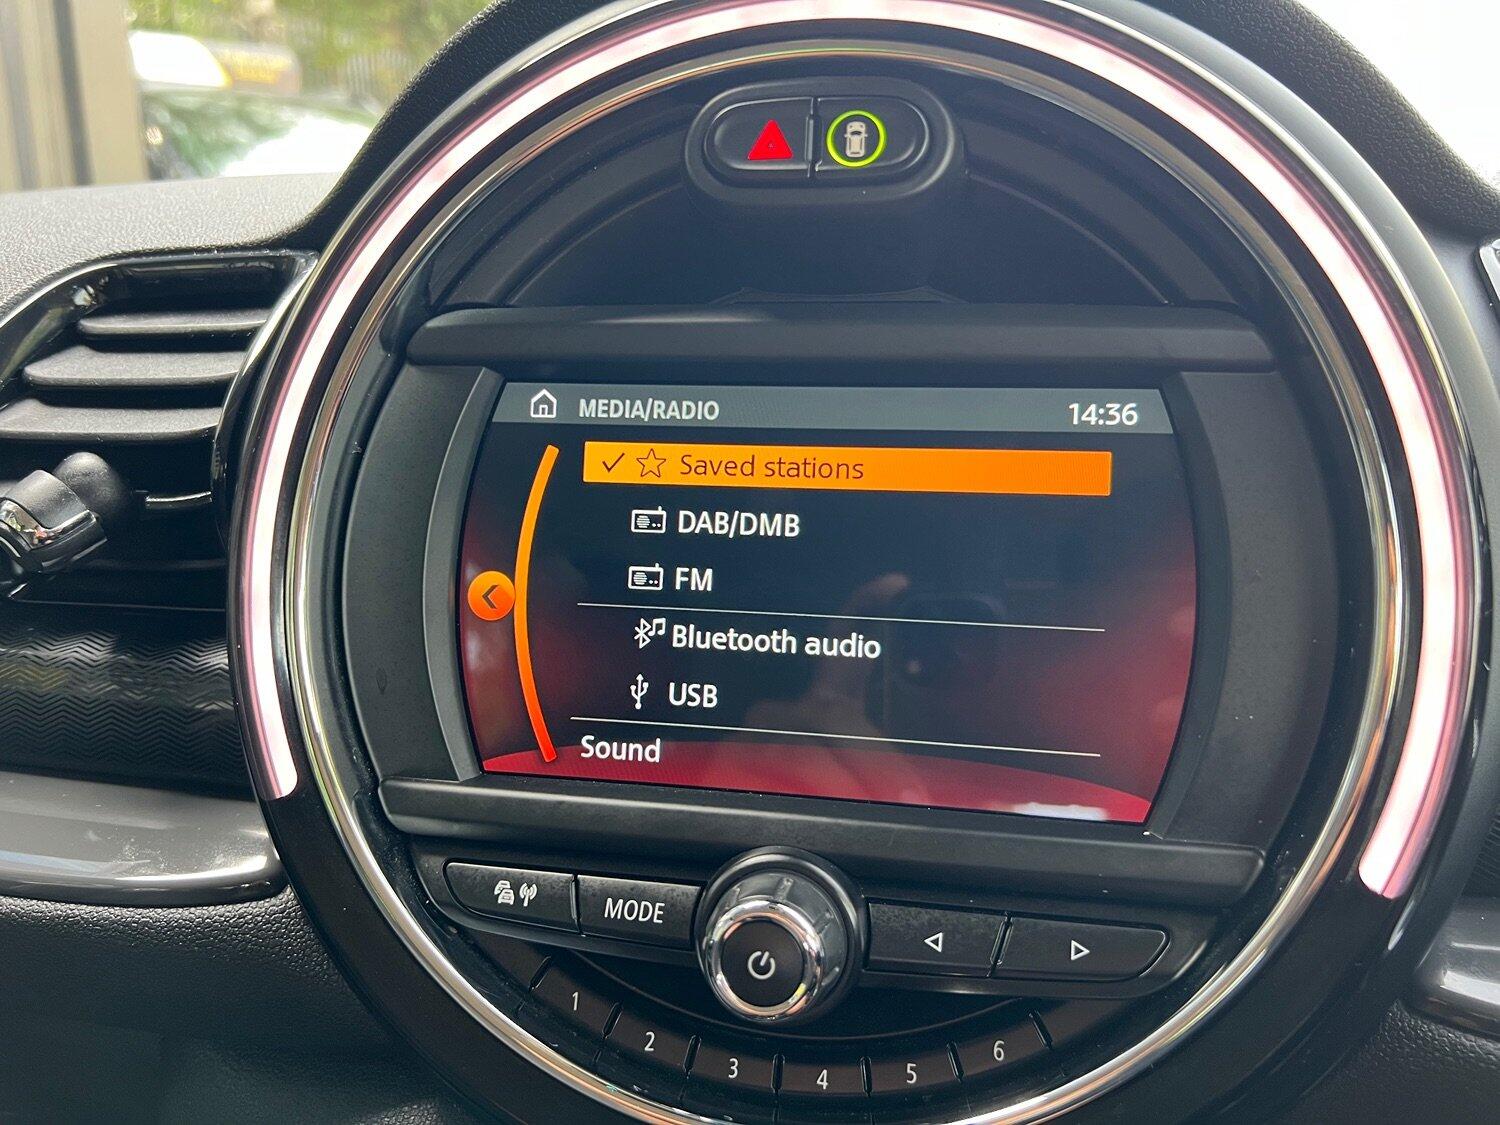 MEDIA/RADIO 14:36
Saved stations
DAB/DMB
FM
Bluetooth audio
USB
Sound
MODE
1 2 3 4 5 6